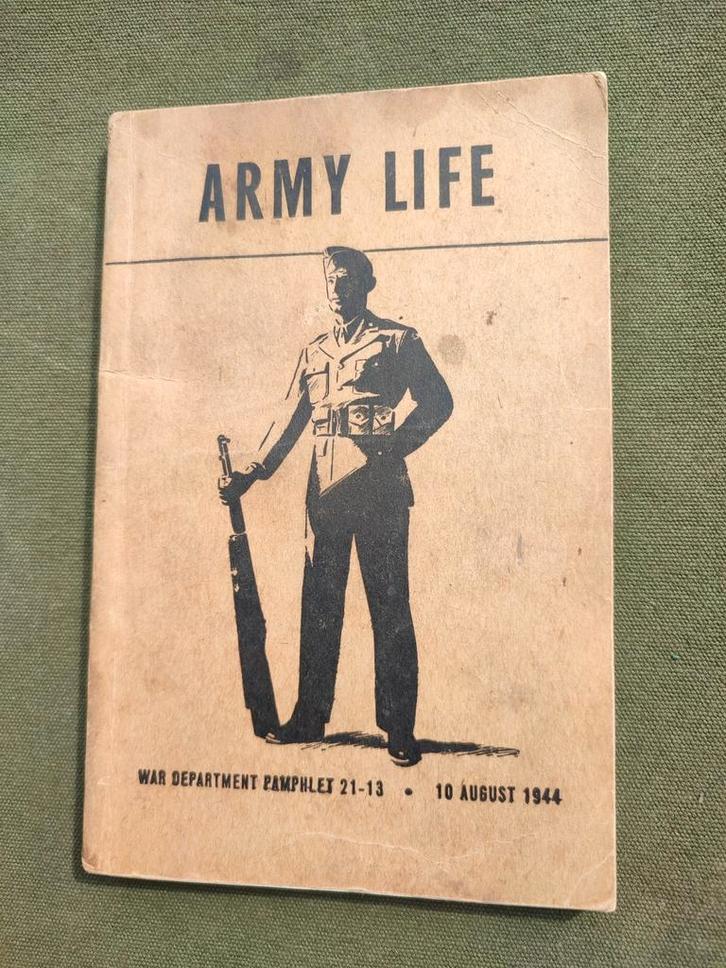 ARMY LIFE
WAR DEPARTMENT PAMPHLET 21-13 • 10 AUGUST 1944